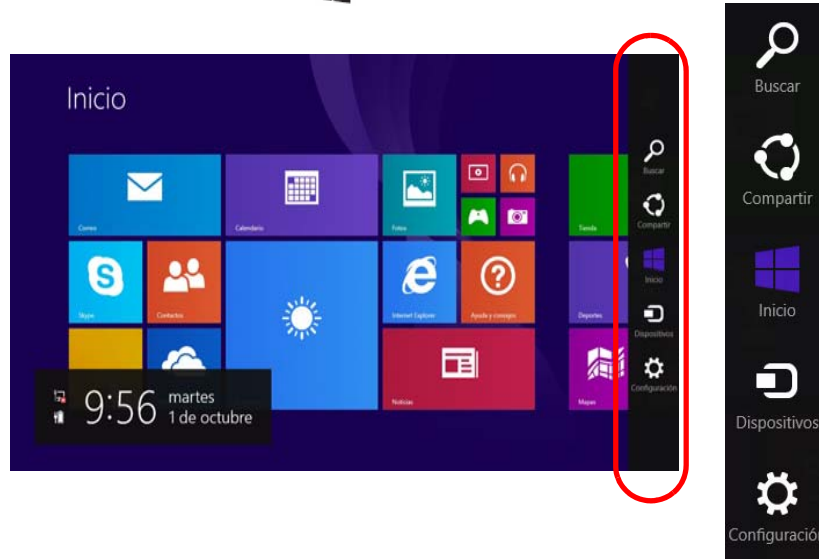 Inicio
Correo
Calendario
Fotos
Tienda
Skype
Contactos
Internet Explorer
Ayuda y consejos
Deportes
Noticias
Mapas
9:56
martes
1 de octubre
Buscar
Compartir
Inicio
Dispositivos
Configuración
Buscar
Compartir
Inicio
Dispositivos
Configuración